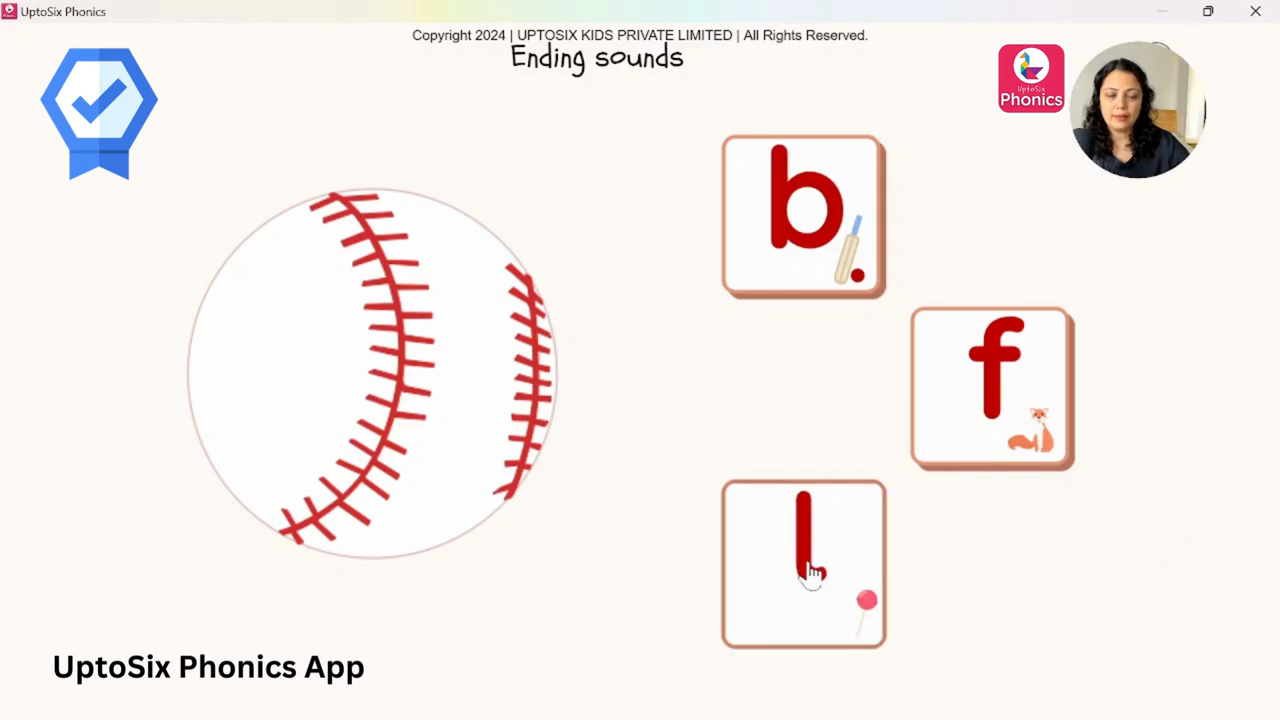 UptoSix Phonics
Copyright 2024 | UPTOSIX KIDS PRIVATE LIMITED | All Rights Reserved.
Ending sounds
UptoSix
Phonics
b
f
l
UptoSix Phonics App